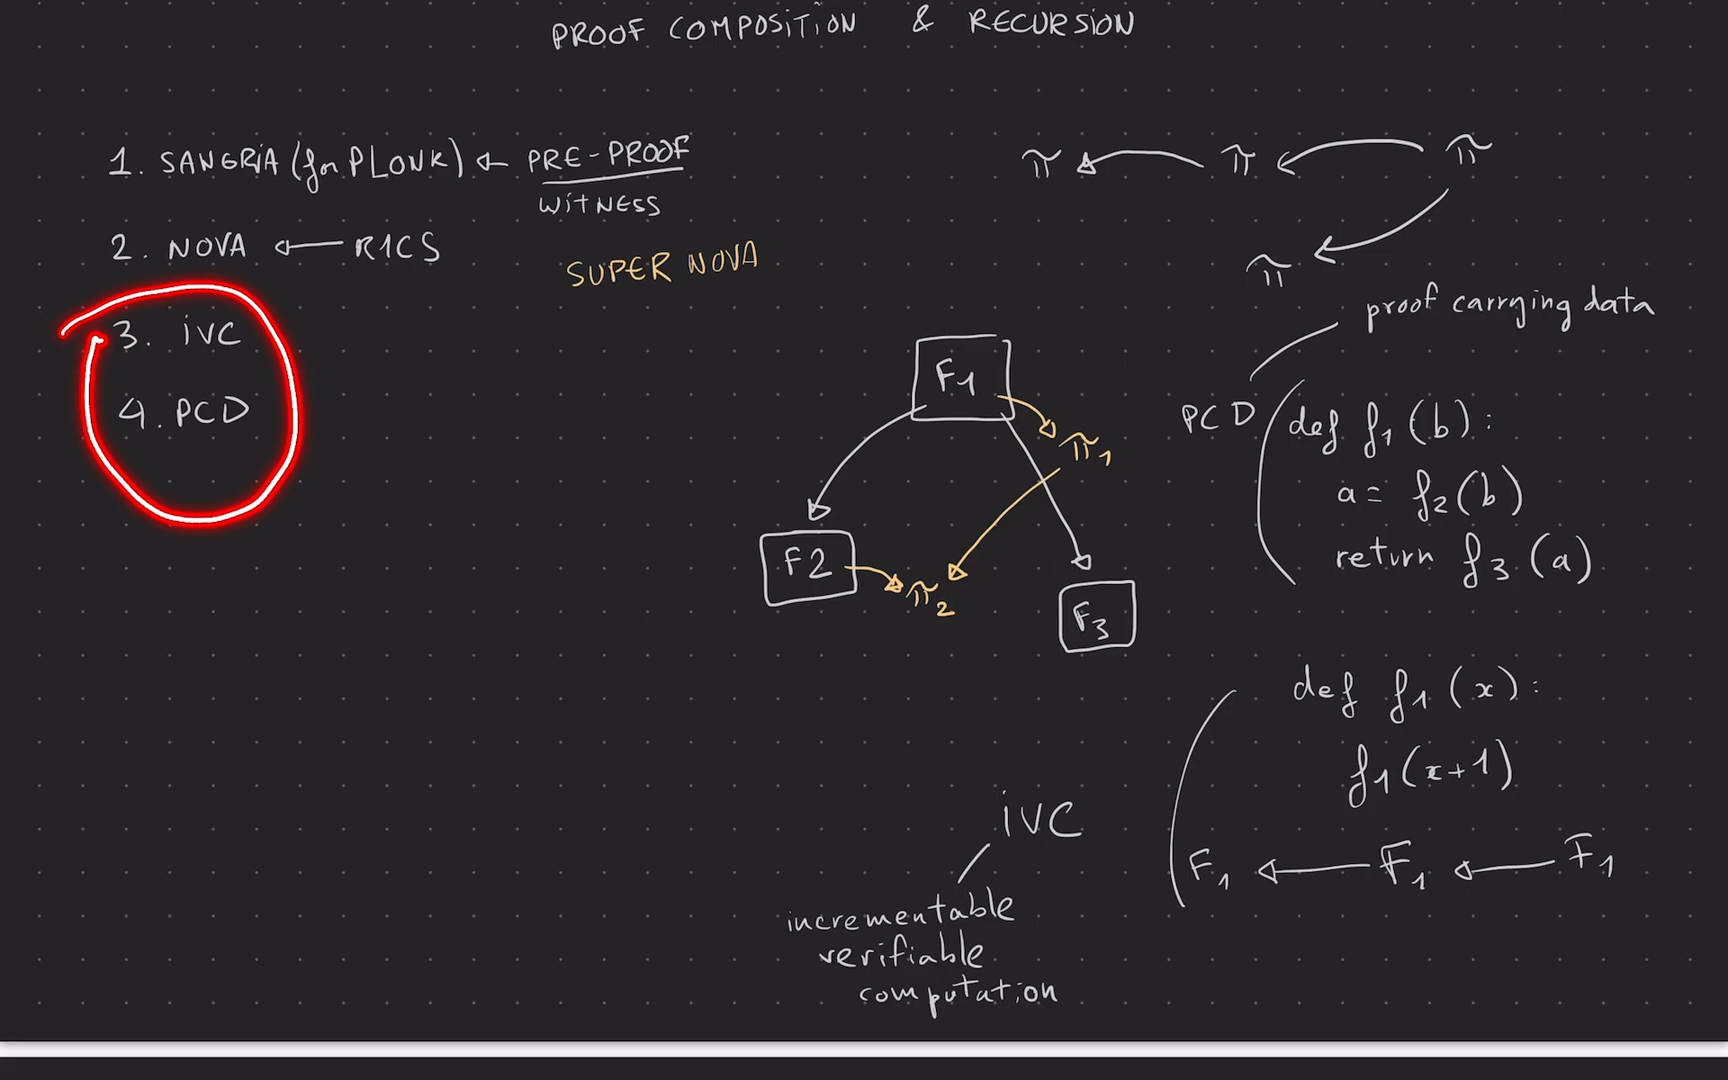 PROOF COMPOSITION & RECURSION
1. SANGRIA (for PLONK) ← PRE-PROOF
WITNESS
2. NOVA ← R1CS
SUPER NOVA
3. IVC
4. PCD
π ← π ← π
π
proof carrying data
PCD
def f1 (b):
a = f2 (b)
return f3 (a)
F1
π1
F2
π2
F3
def f1 (x):
f1 (x+1)
F1 ← F1 ← F1
IVC
incrementable
verifiable
computation